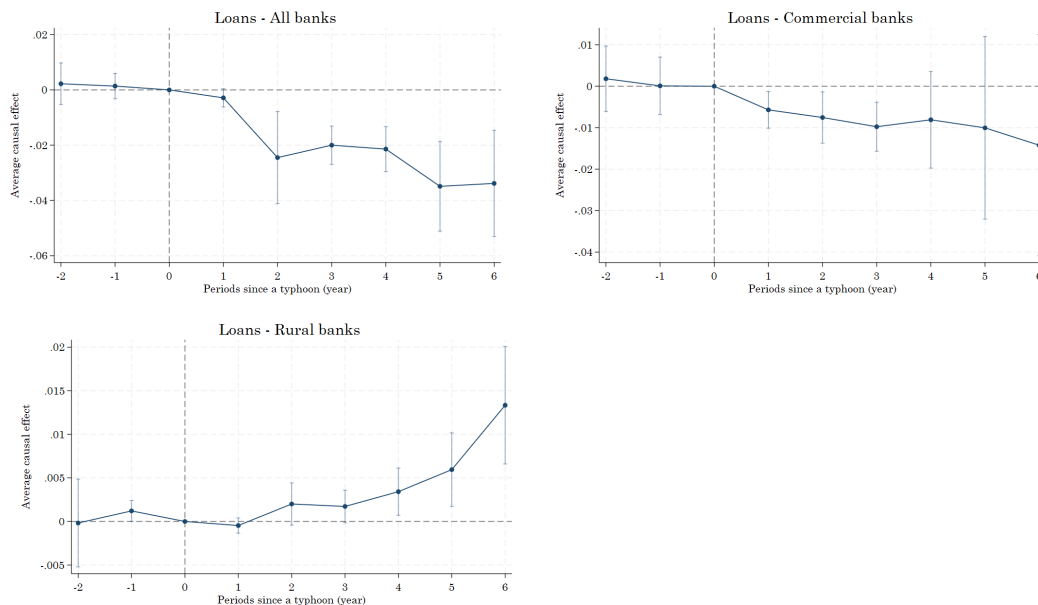 Loans - All banks
.02
0
-.02
-.04
-.06
Average causal effect
-2 -1 0 1 2 3 4 5 6
Periods since a typhoon (year)
Loans - Commercial banks
.01
0
-.01
-.02
-.03
-.04
Average causal effect
-2 -1 0 1 2 3 4 5
Periods since a typhoon (year)
Loans - Rural banks
.02
.015
.01
.005
0
-.005
Average causal effect
-2 -1 0 1 2 3 4 5 6
Periods since a typhoon (year)